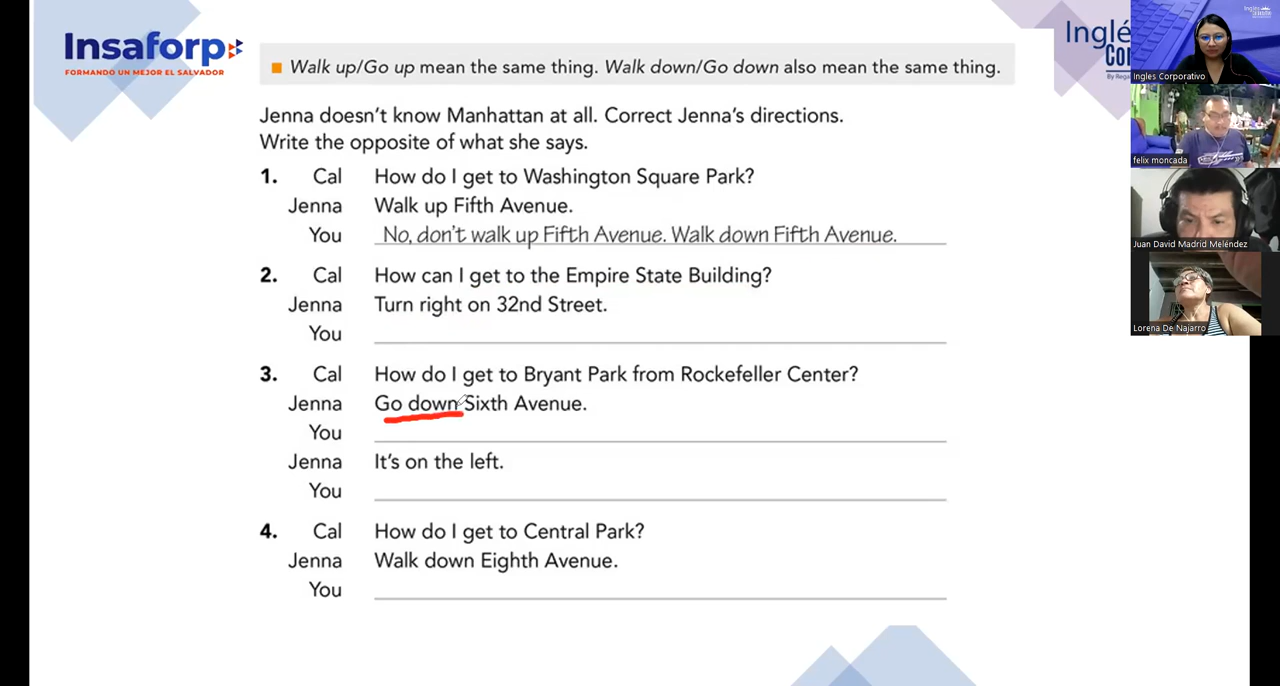 Insaforp
FORMANDO UN MEJOR EL SALVADOR
■ Walk up/Go up mean the same thing. Walk down/Go down also mean the same thing.
Jenna doesn't know Manhattan at all. Correct Jenna's directions.
Write the opposite of what she says.
1. Cal How do I get to Washington Square Park?
Jenna Walk up Fifth Avenue.
You No, don't walk up Fifth Avenue. Walk down Fifth Avenue.
2. Cal How can I get to the Empire State Building?
Jenna Turn right on 32nd Street.
You
3. Cal How do I get to Bryant Park from Rockefeller Center?
Jenna Go down Sixth Avenue.
You
Jenna It's on the left.
You
4. Cal How do I get to Central Park?
Jenna Walk down Eighth Avenue.
You
Inglé
Co
Ingles Corporativo
felix moncada
Juan David Madrid Meléndez
Lorena De Najarro